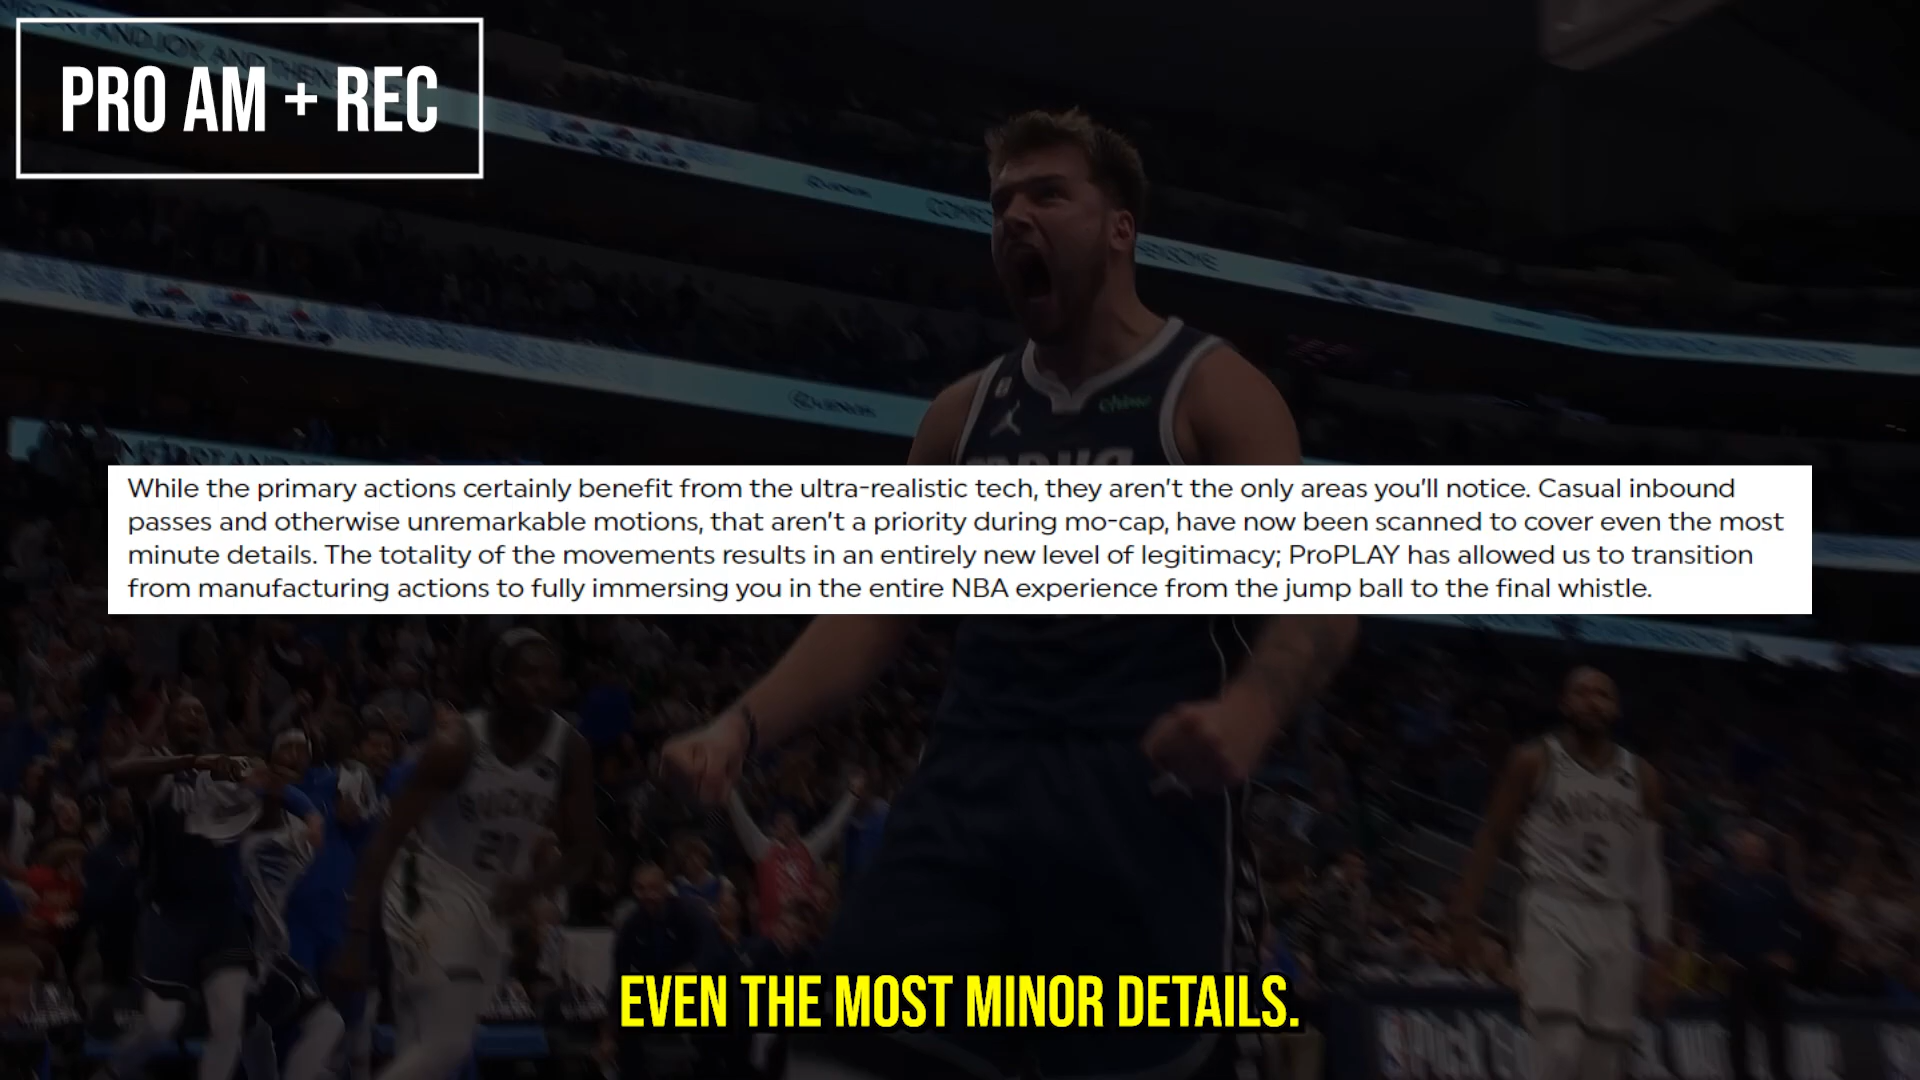 PRO AM + REC
While the primary actions certainly benefit from the ultra-realistic tech, they aren't the only areas you'll notice. Casual inbound
passes and otherwise unremarkable motions, that aren't a priority during mo-cap, have now been scanned to cover even the most
minute details. The totality of the movements results in an entirely new level of legitimacy; ProPLAY has allowed us to transition
from manufacturing actions to fully immersing you in the entire NBA experience from the jump ball to the final whistle.
BUCKS
21
5
EVEN THE MOST MINOR DETAILS.